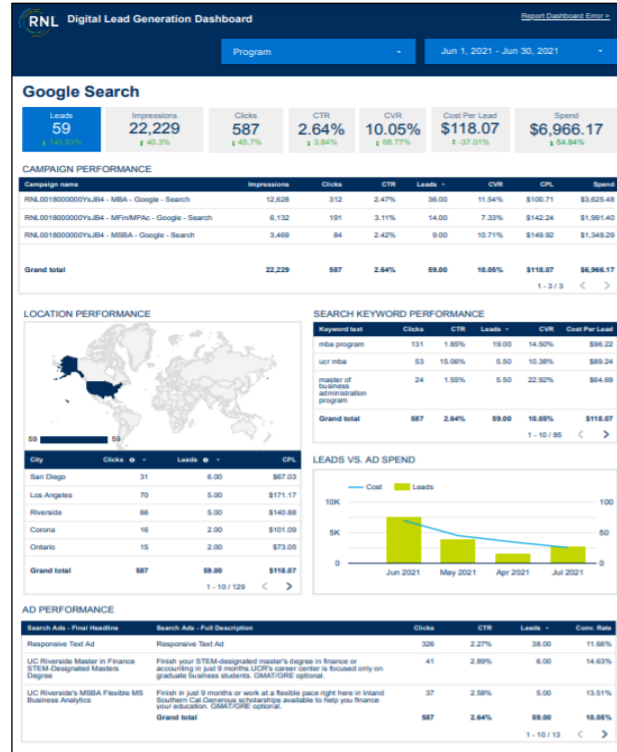 RNL Digital Lead Generation Dashboard
Report Dashboard Error >
Program
Jun 1, 2021 - Jun 30, 2021
Google Search
Leads
59
145.83%
Impressions
22,229
40.3%
Clicks
587
45.7%
CTR
2.64%
3.84%
CVR
10.05%
68.77%
Cost Per Lead
$118.07
-37.01%
Spend
$6,966.17
54.84%
CAMPAIGN PERFORMANCE
Campaign name Impressions Clicks CTR Leads CVR CPL Spend
RNL0018000000YsJB4 - MBA - Google - Search 12,628 312 2.47% 36.00 11.54% $100.71 $3,625.48
RNL0018000000YsJB4 - MFin/MPAc - Google - Search 6,132 191 3.11% 14.00 7.33% $142.24 $1,991.40
RNL0018000000YsJB4 - MSBA - Google - Search 3,469 84 2.42% 9.00 10.71% $149.92 $1,349.29
Grand total 22,229 587 2.64% 59.00 10.05% $118.07 $6,966.17
1 - 3 / 3 < >
LOCATION PERFORMANCE
59 59
City Clicks Leads CPL
San Diego 31 6.00 $67.03
Los Angeles 70 5.00 $171.17
Riverside 66 5.00 $140.88
Corona 16 2.00 $101.09
Ontario 15 2.00 $73.05
Grand total 587 59.00 $118.07
1 - 10 / 129 < >
SEARCH KEYWORD PERFORMANCE
Keyword text Clicks CTR Leads CVR Cost Per Lead
mba program 131 1.85% 19.00 14.50% $96.22
ucr mba 53 15.06% 5.50 10.38% $89.24
master of 24 1.55% 5.50 22.92% $64.69
business
administration
program
Grand total 587 2.64% 59.00 10.05% $118.07
1 - 10 / 85 < >
LEADS VS. AD SPEND
Cost Leads
10K 100
5K 50
0 0
Jun 2021 May 2021 Apr 2021 Jul 2021
AD PERFORMANCE
Search Ads - Final Headline Search Ads - Full Description Clicks CTR Leads Conv. Rate
Responsive Text Ad Responsive Text Ad 326 2.27% 38.00 11.66%
UC Riverside Master in Finance Finish your STEM-designated master's degree in finance or 41 2.89% 6.00 14.63%
STEM-Designated Masters accounting in just 9 months.UCR's career center is focused only on
Degree graduate business students. GMAT/GRE optional.
UC Riverside's MSBA Flexible MS Finish in just 9 months or work at a flexible pace right here in Inland 37 2.58% 5.00 13.51%
Business Analytics Southern Cal.Generous scholarships available to help you finance
your education. GMAT/GRE optional.
Grand total 587 2.64% 59.00 10.05%
1 - 10 / 13 < >